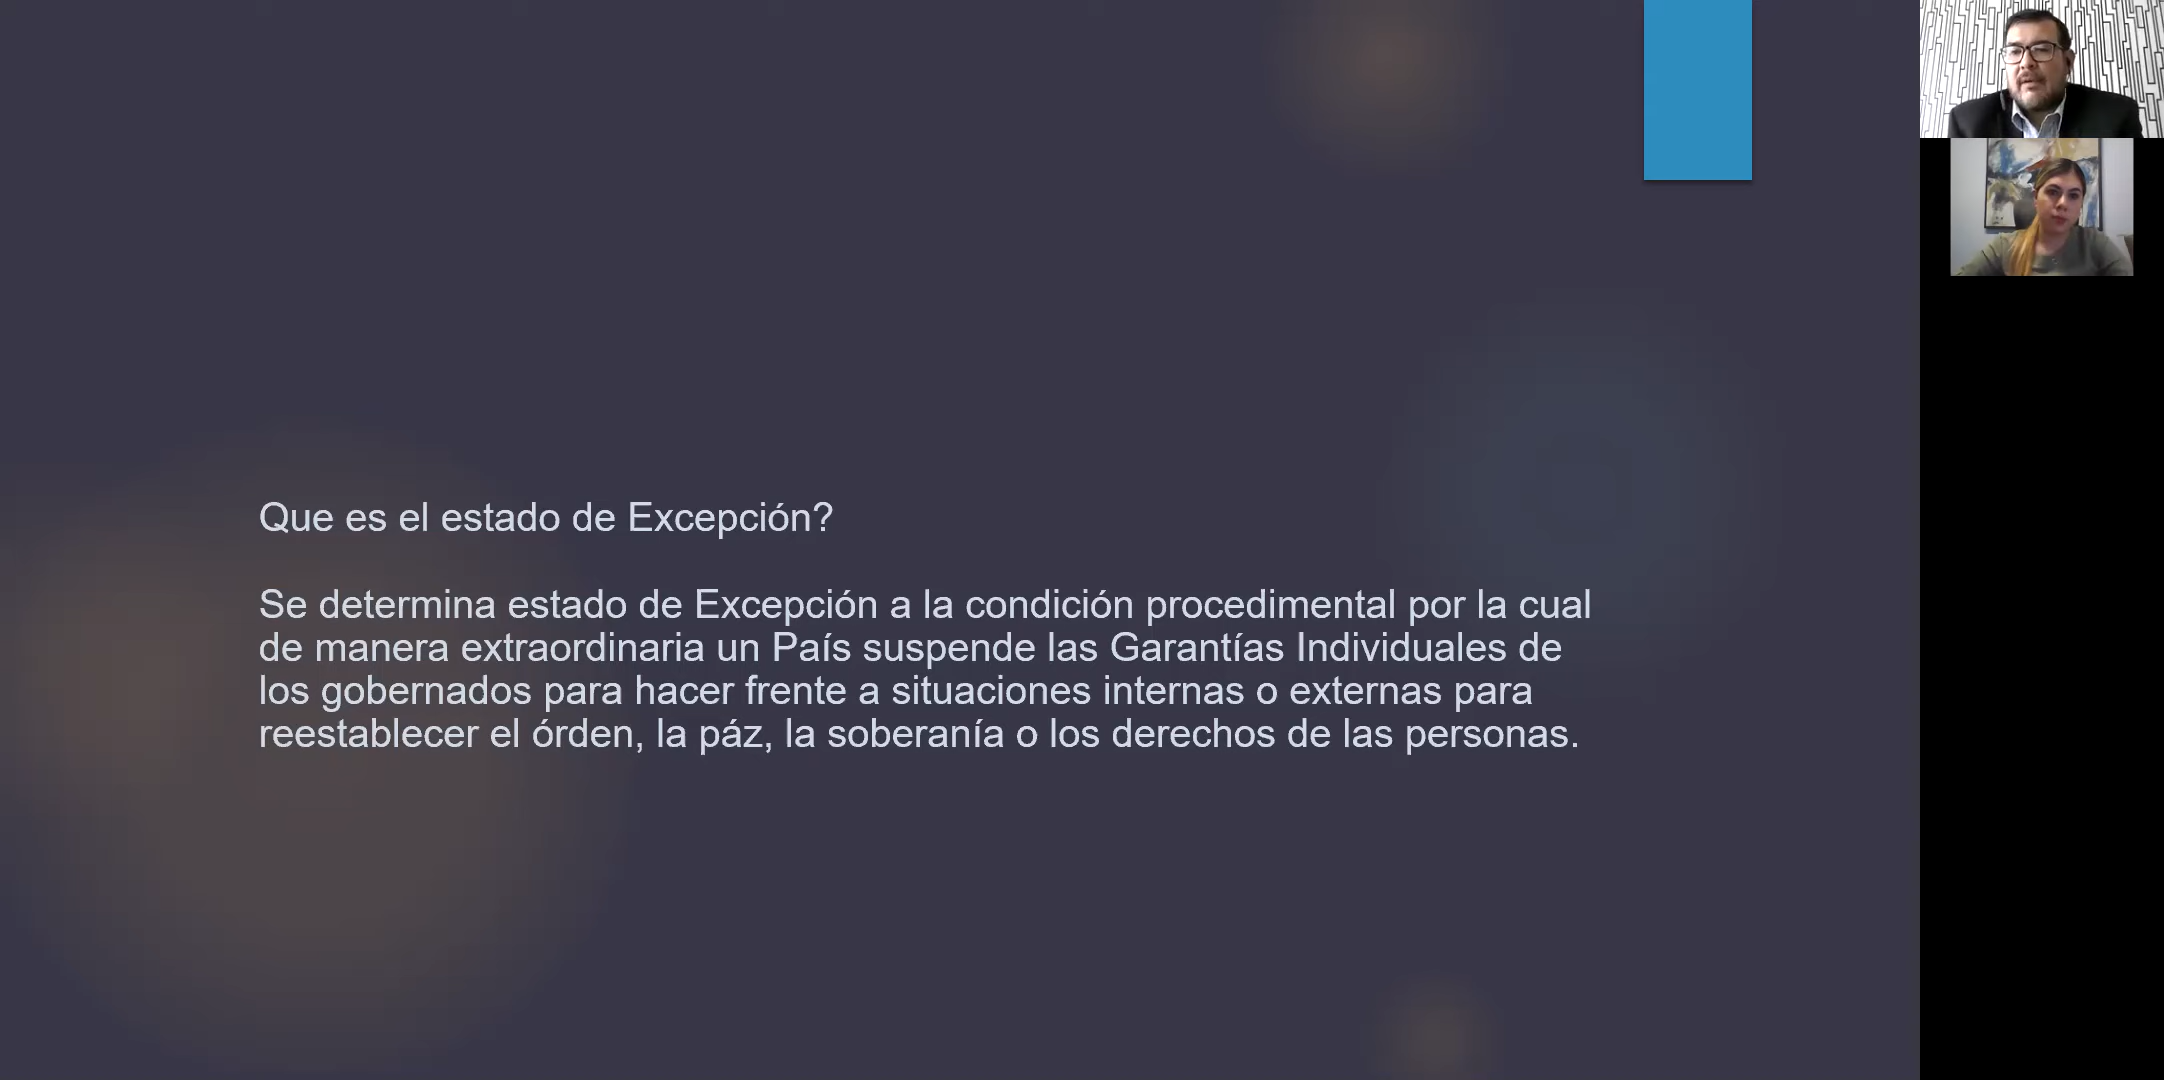 Que es el estado de Excepción?
Se determina estado de Excepción a la condición procedimental por la cual
de manera extraordinaria un País suspende las Garantías Individuales de
los gobernados para hacer frente a situaciones internas o externas para
reestablecer el órden, la páz, la soberanía o los derechos de las personas.